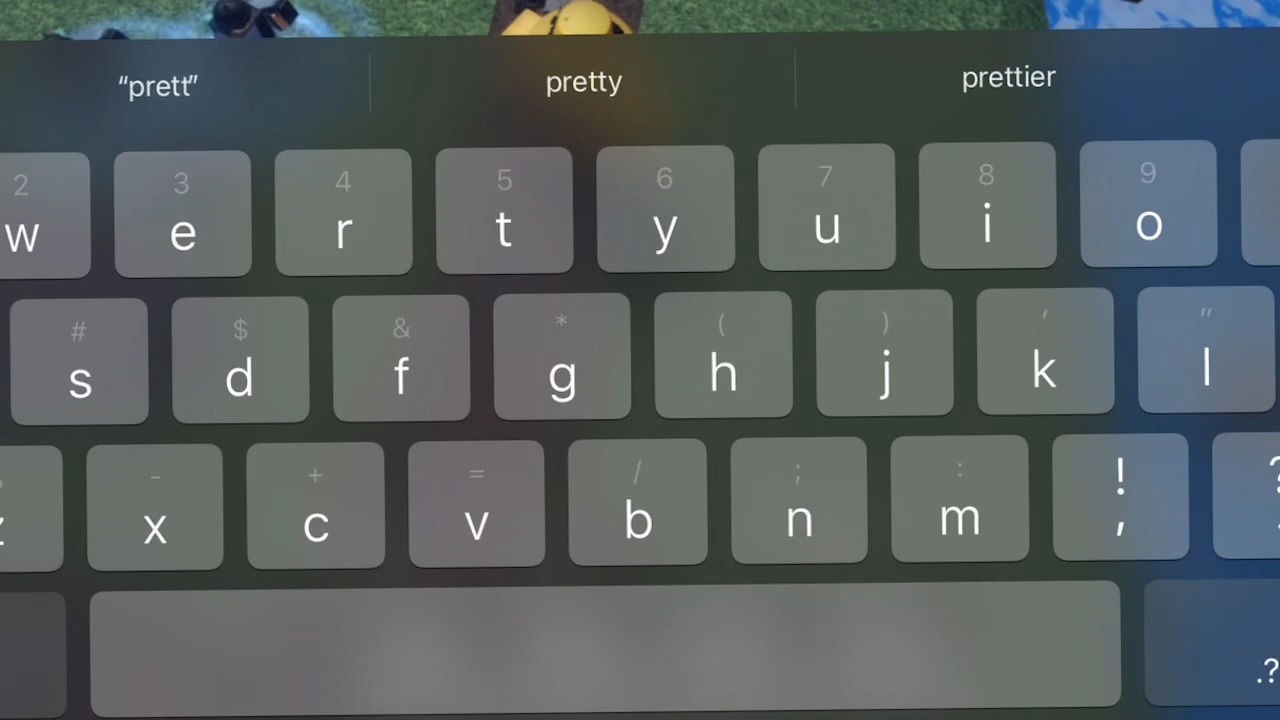 “prett” pretty prettier
2 3 4 5 6 7 8 9
w e r t y u i o
# $ & * ( ) ' "
s d f g h j k l
- + = / ; : ! ?
z x c v b n m ,
.?